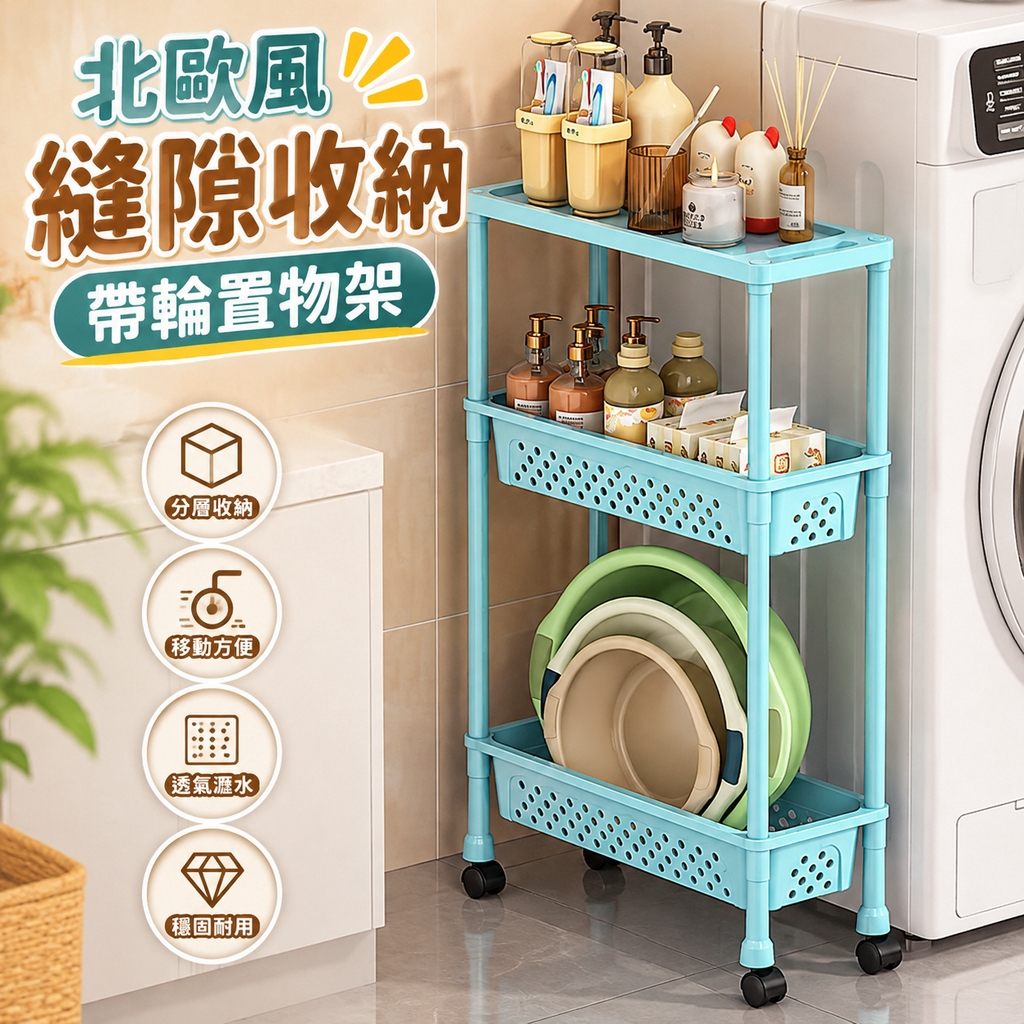 北歐風
縫隙收納
帶輪置物架
分層收納
移動方便
透氣瀝水
穩固耐用